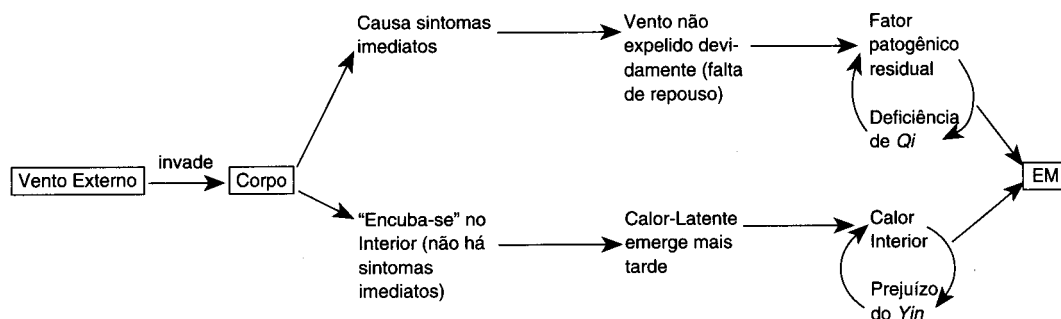 Causa sintomas
imediatos
Vento não
expelido devi-
damente (falta
de repouso)
Fator
patogênico
residual
Deficiência
de Qi
Vento Externo
invade
Corpo
EM
"Encuba-se" no
Interior (não há
sintomas
imediatos)
Calor-Latente
emerge mais
tarde
Calor
Interior
Prejuízo
do Yin